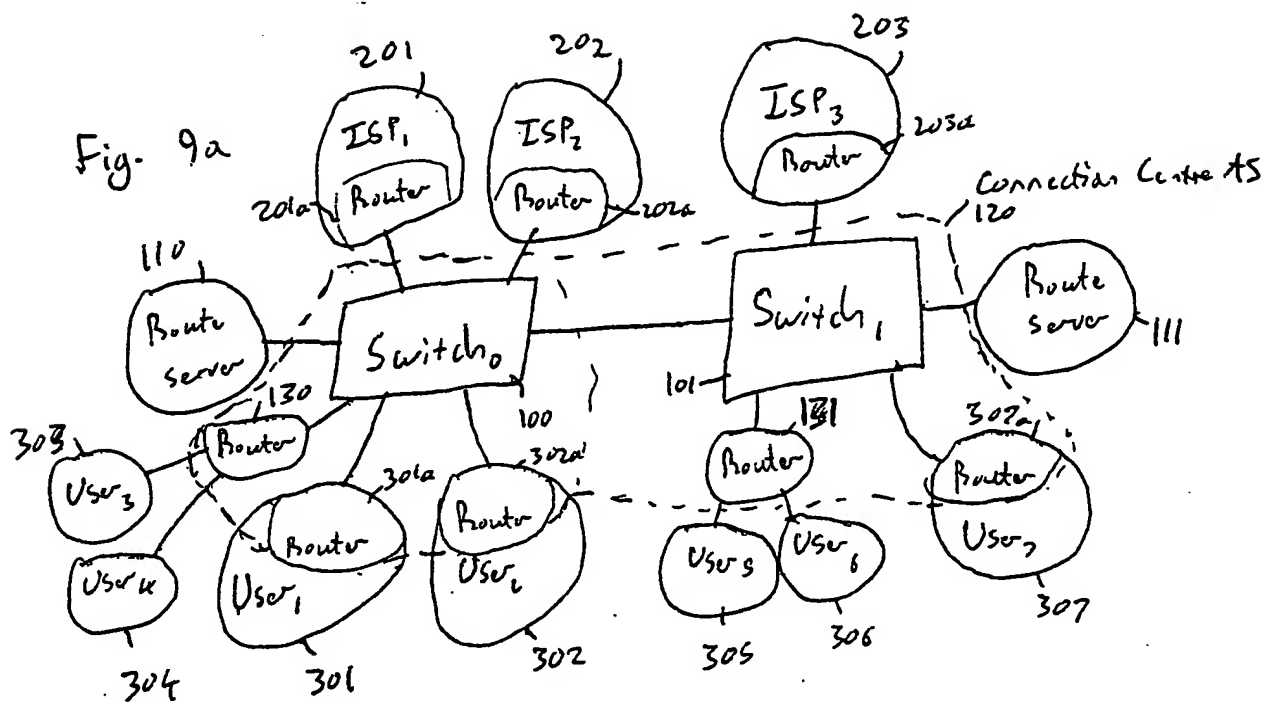 Fig. 9a
201
202
203
ISP1
Router
201a
ISP2
Router
202a
ISP3
Router
203a
Connection Centre AS
120
110
Route
server
Switch0
100
Switch1
101
Route
server
111
130
Router
303
User3
User4
304
301a
Router
User1
301
302a
Router
User2
302
131
Router
User5
305
User6
306
307a
Router
User7
307